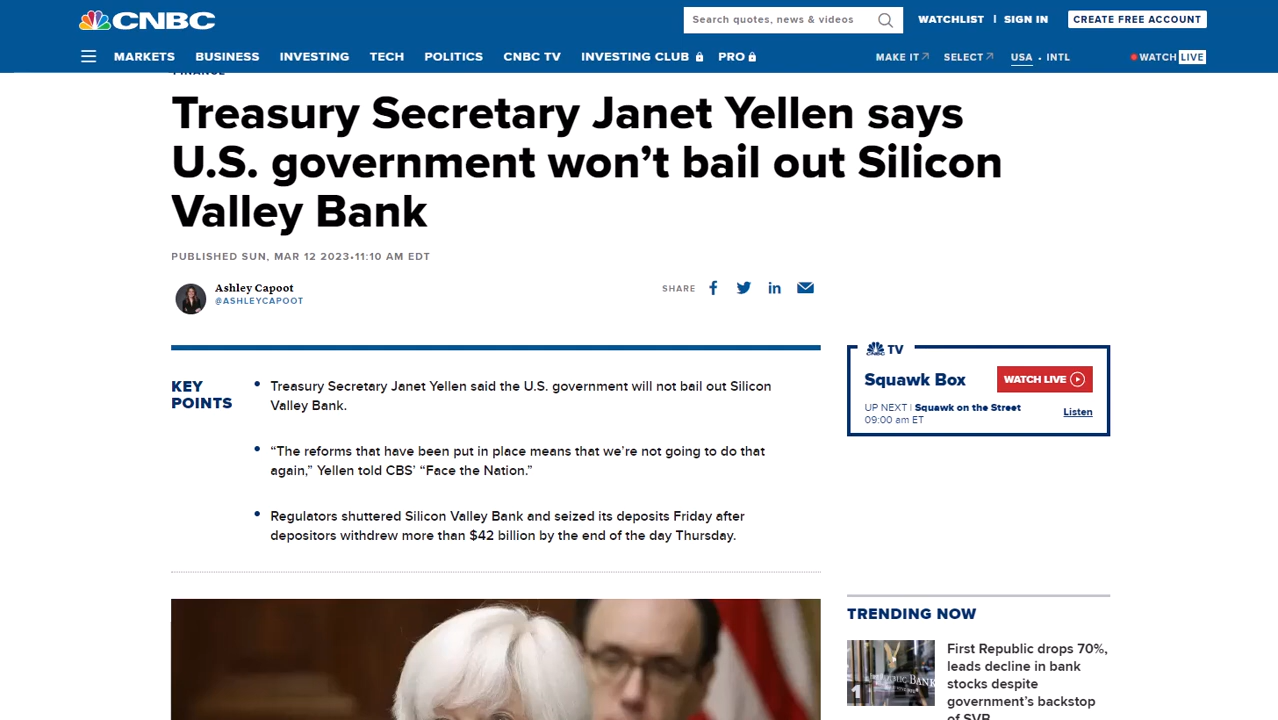 CNBC
Search quotes, news & videos
WATCHLIST | SIGN IN
CREATE FREE ACCOUNT
MARKETS BUSINESS INVESTING TECH POLITICS CNBC TV INVESTING CLUB PRO
MAKE IT SELECT USA • INTL WATCH LIVE
FINANCE
Treasury Secretary Janet Yellen says
U.S. government won’t bail out Silicon
Valley Bank
PUBLISHED SUN, MAR 12 2023•11:10 AM EDT
Ashley Capoot
@ASHLEYCAPOOT
SHARE
KEY
POINTS
• Treasury Secretary Janet Yellen said the U.S. government will not bail out Silicon
Valley Bank.
• “The reforms that have been put in place means that we’re not going to do that
again,” Yellen told CBS’ “Face the Nation.”
• Regulators shuttered Silicon Valley Bank and seized its deposits Friday after
depositors withdrew more than $42 billion by the end of the day Thursday.
CNBC TV
Squawk Box
WATCH LIVE
UP NEXT | Squawk on the Street
09:00 am ET
Listen
TRENDING NOW
1
First Republic drops 70%,
leads decline in bank
stocks despite
government’s backstop
of SVB